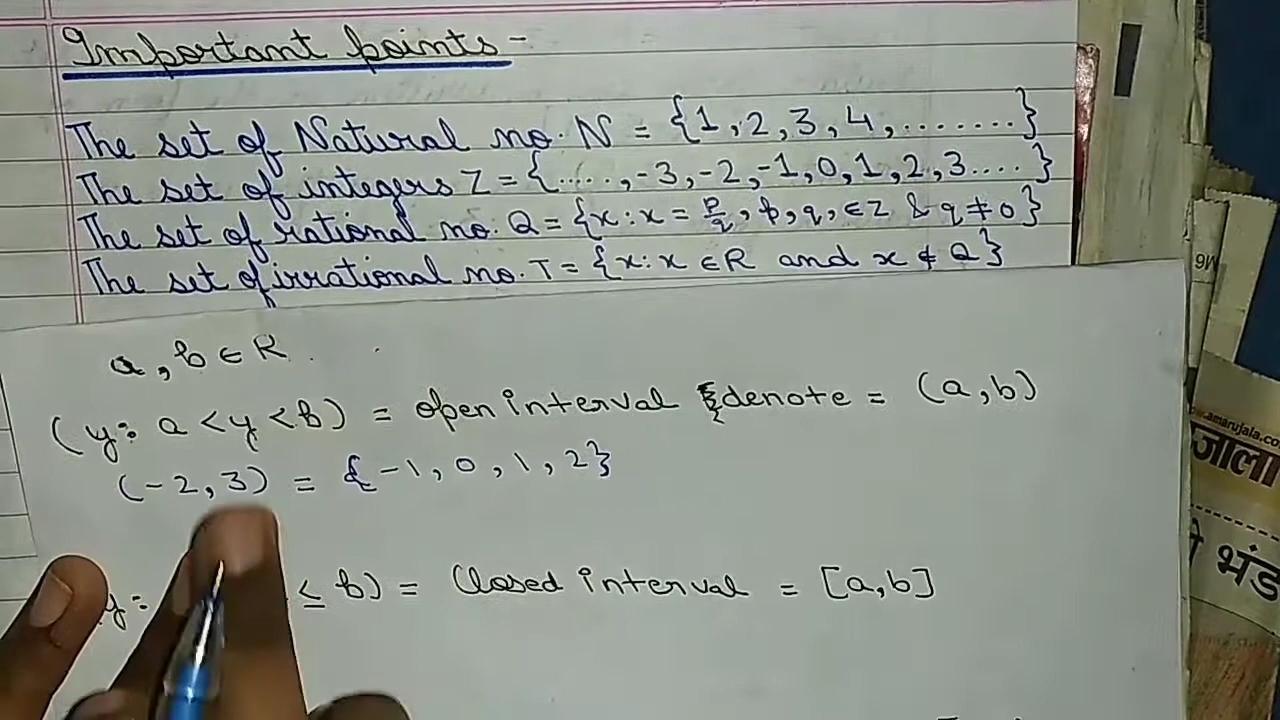 Important points -
The set of Natural no. N = {1, 2, 3, 4, .......}
The set of integers Z = {....., -3, -2, -1, 0, 1, 2, 3....}
The set of rational no. Q = {x : x = p/q, p, q, ∈ Z & q ≠ 0}
The set of irrational no. T = {x : x ∈ R and x ∉ Q}
a, b ∈ R.
(y: a < y < b) = open interval denote = (a, b)
(-2, 3) = {-1, 0, 1, 2}
y: ≤ b) = Closed interval = [a, b]
.amarujala.co